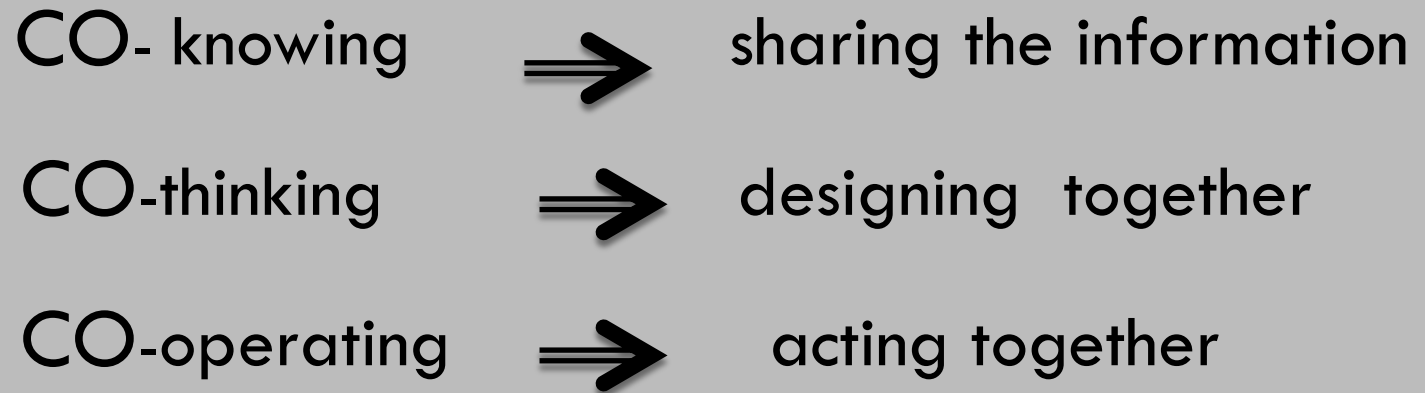 CO- knowing ⇒ sharing the information
CO-thinking ⇒ designing together
CO-operating ⇒ acting together